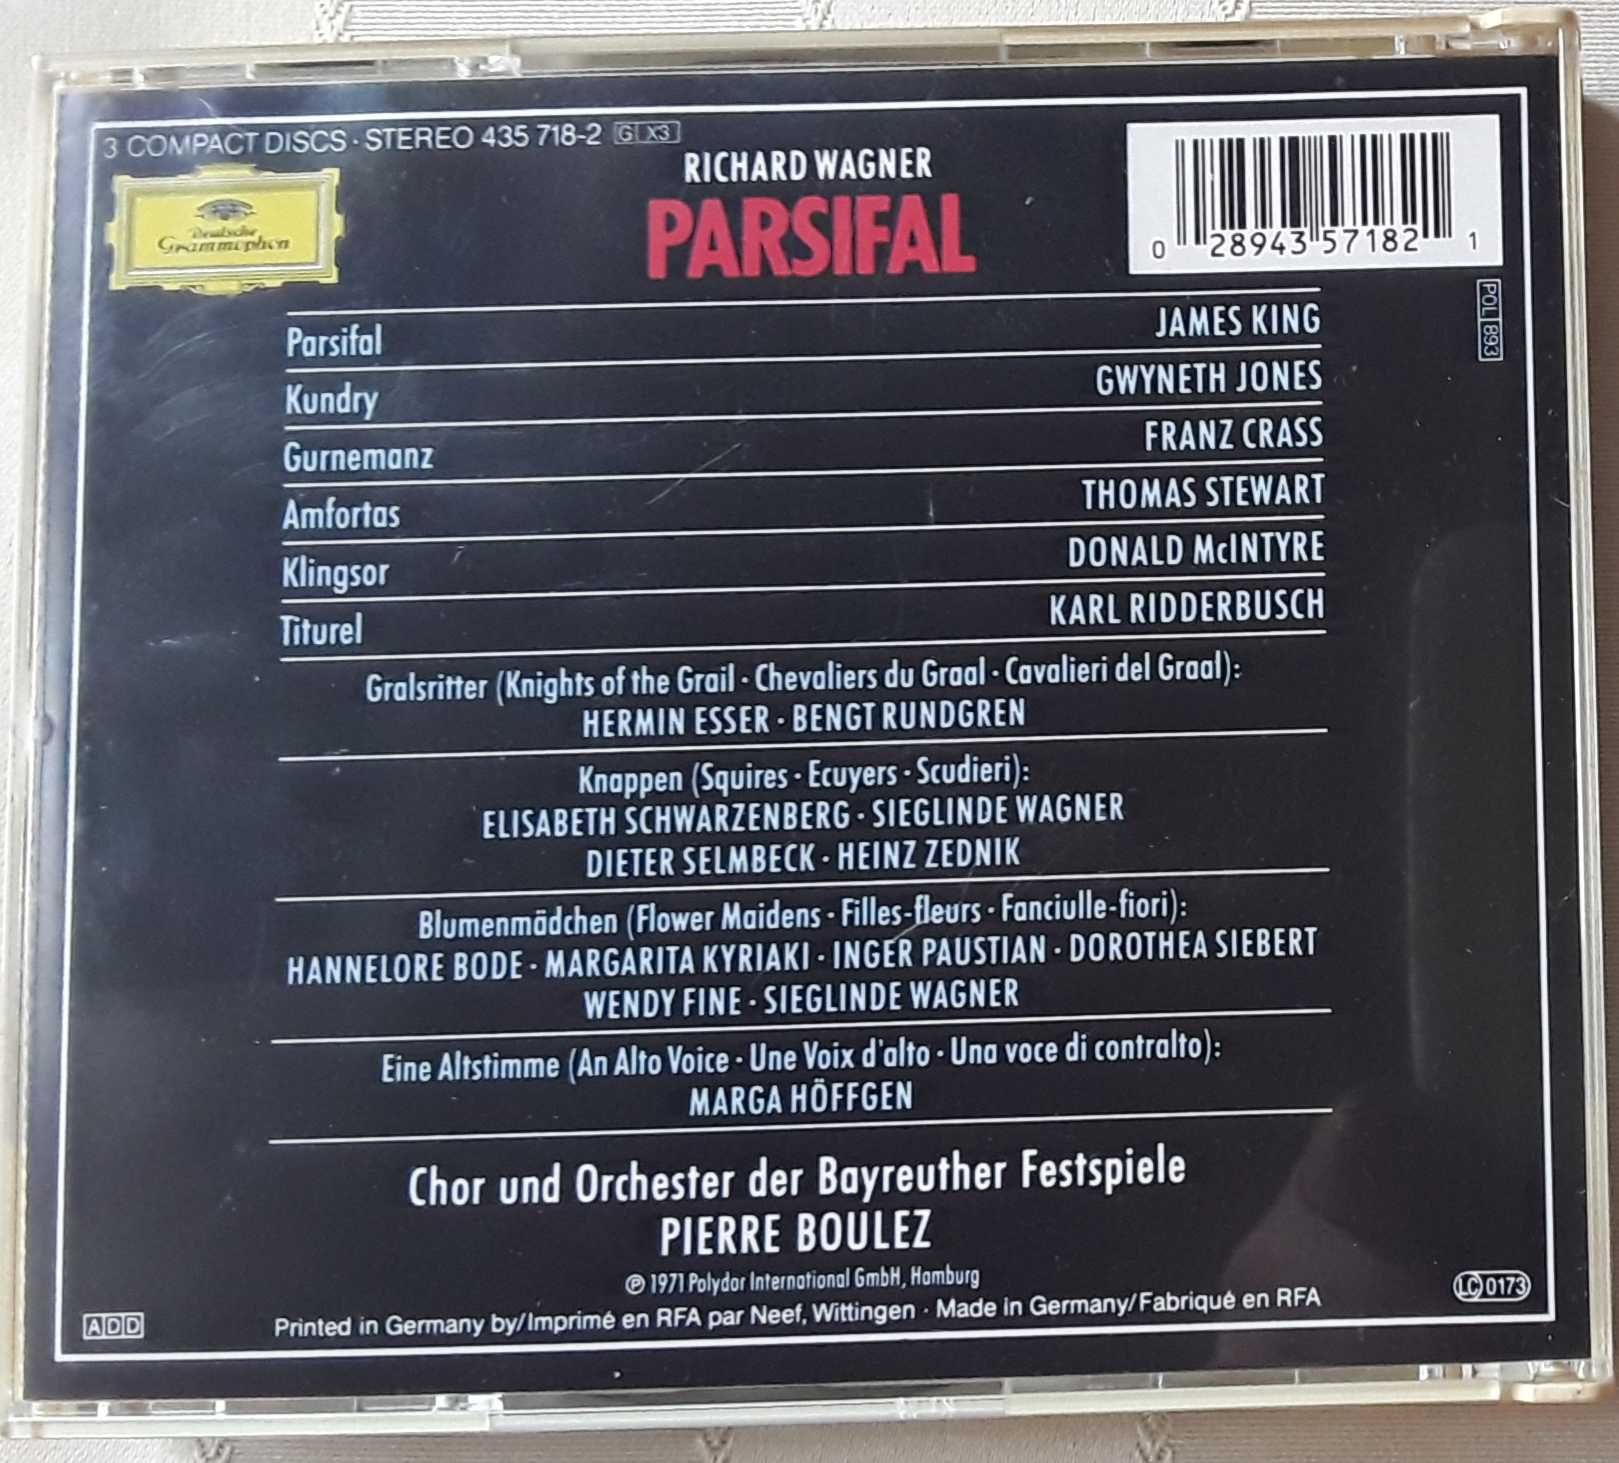 3 COMPACT DISCS · STEREO 435 718-2 G X3
Deutsche
Grammophon
RICHARD WAGNER
PARSIFAL
0 28943 57182 1
POL 893
Parsifal JAMES KING
Kundry GWYNETH JONES
Gurnemanz FRANZ CRASS
Amfortas THOMAS STEWART
Klingsor DONALD McINTYRE
Titurel KARL RIDDERBUSCH
Gralsritter (Knights of the Grail · Chevaliers du Graal · Cavalieri del Graal):
HERMIN ESSER · BENGT RUNDGREN
Knappen (Squires · Ecuyers · Scudieri):
ELISABETH SCHWARZENBERG · SIEGLINDE WAGNER
DIETER SELMBECK · HEINZ ZEDNIK
Blumenmädchen (Flower Maidens · Filles-fleurs · Fanciulle-fiori):
HANNELORE BODE · MARGARITA KYRIAKI · INGER PAUSTIAN · DOROTHEA SIEBERT
WENDY FINE · SIEGLINDE WAGNER
Eine Altstimme (An Alto Voice · Une Voix d'alto · Una voce di contralto):
MARGA HÖFFGEN
Chor und Orchester der Bayreuther Festspiele
PIERRE BOULEZ
℗ 1971 Polydor International GmbH, Hamburg
Printed in Germany by/Imprimé en RFA par Neef, Wittingen · Made in Germany/Fabriqué en RFA
ADD
LC 0173